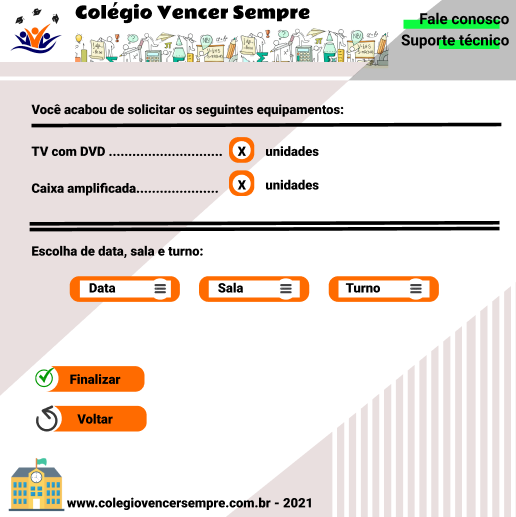 Colégio Vencer Sempre
Fale conosco
Suporte técnico
Você acabou de solicitar os seguintes equipamentos:
TV com DVD ............................. X unidades
Caixa amplificada..................... X unidades
Escolha de data, sala e turno:
Data Sala Turno
Finalizar
Voltar
www.colegiovencersempre.com.br - 2021